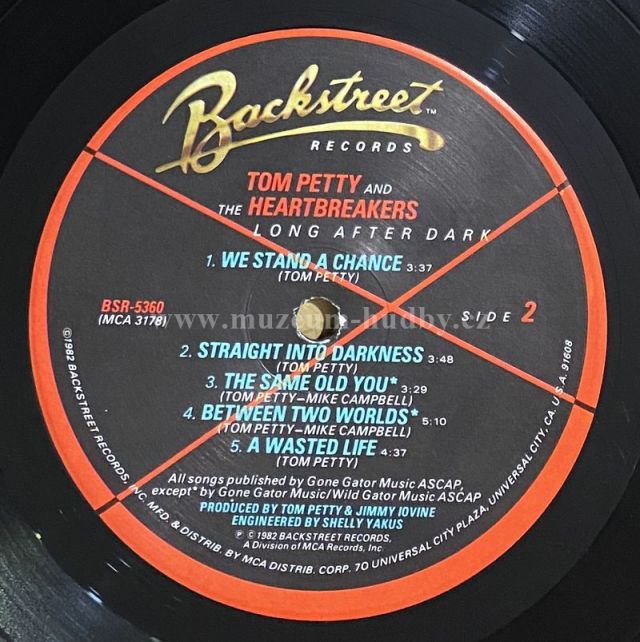 Backstreet™
RECORDS
TOM PETTY AND
THE HEARTBREAKERS
LONG AFTER DARK
1. WE STAND A CHANCE 3:37
(TOM PETTY)
BSR-5360
(MCA 3178)
SIDE 2
www.muzeum-hudby.cz
2. STRAIGHT INTO DARKNESS 3:48
(TOM PETTY)
3. THE SAME OLD YOU* 3:29
(TOM PETTY–MIKE CAMPBELL)
4. BETWEEN TWO WORLDS* 5:10
(TOM PETTY–MIKE CAMPBELL)
5. A WASTED LIFE 4:37
(TOM PETTY)
All songs published by Gone Gator Music ASCAP,
except* by Gone Gator Music/Wild Gator Music ASCAP
PRODUCED BY TOM PETTY & JIMMY IOVINE
ENGINEERED BY SHELLY YAKUS
℗ © 1982 BACKSTREET RECORDS,
A Division of MCA Records, Inc.
©1982 BACKSTREET RECORDS, INC. MFD. & DISTRIB. BY MCA DISTRIB. CORP. 70 UNIVERSAL CITY PLAZA, UNIVERSAL CITY, CA. U.S.A. 91608